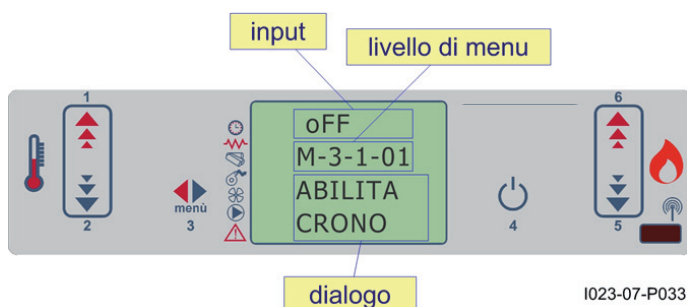 input
livello di menu
1
6
oFF
M-3-1-01
ABILITA
CRONO
menù
2
3
4
5
dialogo
I023-07-P033